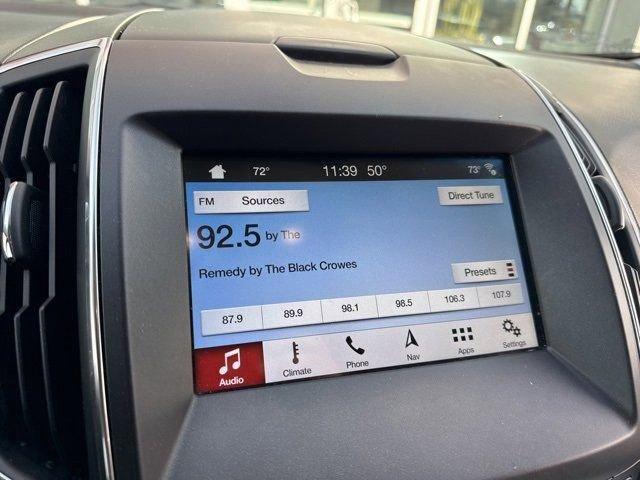 72° 11:39 50° 73°
FM Sources Direct Tune
92.5 by The
Remedy by The Black Crowes
Presets
87.9 89.9 98.1 98.5 106.3 107.9
Audio Climate Phone Nav Apps Settings